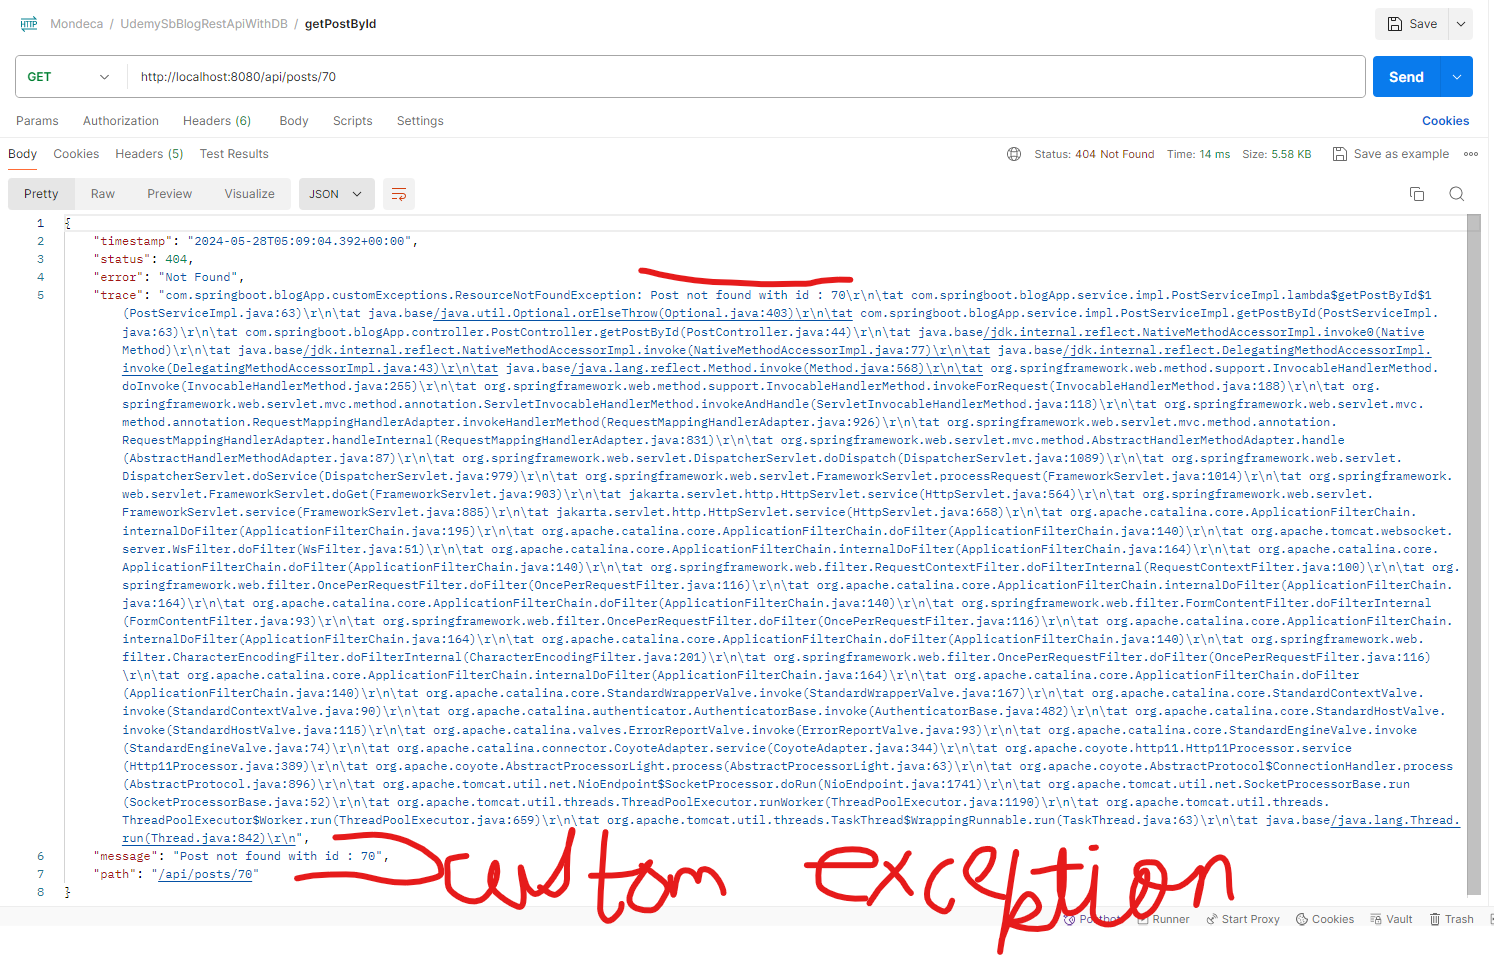 HTTP Mondeca / UdemySbBlogRestApiWithDB / getPostById Save
GET http://localhost:8080/api/posts/70 Send
Params Authorization Headers (6) Body Scripts Settings Cookies
Body Cookies Headers (5) Test Results Status: 404 Not Found Time: 14 ms Size: 5.58 KB Save as example
Pretty Raw Preview Visualize JSON
1 {
2 "timestamp": "2024-05-28T05:09:04.392+00:00",
3 "status": 404,
4 "error": "Not Found",
5 "trace": "com.springboot.blogApp.customExceptions.ResourceNotFoundException: Post not found with id : 70\r\n\tat com.springboot.blogApp.service.impl.PostServiceImpl.lambda$getPostById$1
(PostServiceImpl.java:63)\r\n\tat java.base/java.util.Optional.orElseThrow(Optional.java:403)\r\n\tat com.springboot.blogApp.service.impl.PostServiceImpl.getPostById(PostServiceImpl.
java:63)\r\n\tat com.springboot.blogApp.controller.PostController.getPostById(PostController.java:44)\r\n\tat java.base/jdk.internal.reflect.NativeMethodAccessorImpl.invoke0(Native
Method)\r\n\tat java.base/jdk.internal.reflect.NativeMethodAccessorImpl.invoke(NativeMethodAccessorImpl.java:77)\r\n\tat java.base/jdk.internal.reflect.DelegatingMethodAccessorImpl.
invoke(DelegatingMethodAccessorImpl.java:43)\r\n\tat java.base/java.lang.reflect.Method.invoke(Method.java:568)\r\n\tat org.springframework.web.method.support.InvocableHandlerMethod.
doInvoke(InvocableHandlerMethod.java:255)\r\n\tat org.springframework.web.method.support.InvocableHandlerMethod.invokeForRequest(InvocableHandlerMethod.java:188)\r\n\tat org.
springframework.web.servlet.mvc.method.annotation.ServletInvocableHandlerMethod.invokeAndHandle(ServletInvocableHandlerMethod.java:118)\r\n\tat org.springframework.web.servlet.mvc.
method.annotation.RequestMappingHandlerAdapter.invokeHandlerMethod(RequestMappingHandlerAdapter.java:926)\r\n\tat org.springframework.web.servlet.mvc.method.annotation.
RequestMappingHandlerAdapter.handleInternal(RequestMappingHandlerAdapter.java:831)\r\n\tat org.springframework.web.servlet.mvc.method.AbstractHandlerMethodAdapter.handle
(AbstractHandlerMethodAdapter.java:87)\r\n\tat org.springframework.web.servlet.DispatcherServlet.doDispatch(DispatcherServlet.java:1089)\r\n\tat org.springframework.web.servlet.
DispatcherServlet.doService(DispatcherServlet.java:979)\r\n\tat org.springframework.web.servlet.FrameworkServlet.processRequest(FrameworkServlet.java:1014)\r\n\tat org.springframework.
web.servlet.FrameworkServlet.doGet(FrameworkServlet.java:903)\r\n\tat jakarta.servlet.http.HttpServlet.service(HttpServlet.java:564)\r\n\tat org.springframework.web.servlet.
FrameworkServlet.service(FrameworkServlet.java:885)\r\n\tat jakarta.servlet.http.HttpServlet.service(HttpServlet.java:658)\r\n\tat org.apache.catalina.core.ApplicationFilterChain.
internalDoFilter(ApplicationFilterChain.java:195)\r\n\tat org.apache.catalina.core.ApplicationFilterChain.doFilter(ApplicationFilterChain.java:140)\r\n\tat org.apache.tomcat.websocket.
server.WsFilter.doFilter(WsFilter.java:51)\r\n\tat org.apache.catalina.core.ApplicationFilterChain.internalDoFilter(ApplicationFilterChain.java:164)\r\n\tat org.apache.catalina.core.
ApplicationFilterChain.doFilter(ApplicationFilterChain.java:140)\r\n\tat org.springframework.web.filter.RequestContextFilter.doFilterInternal(RequestContextFilter.java:100)\r\n\tat org.
springframework.web.filter.OncePerRequestFilter.doFilter(OncePerRequestFilter.java:116)\r\n\tat org.apache.catalina.core.ApplicationFilterChain.internalDoFilter(ApplicationFilterChain.
java:164)\r\n\tat org.apache.catalina.core.ApplicationFilterChain.doFilter(ApplicationFilterChain.java:140)\r\n\tat org.springframework.web.filter.FormContentFilter.doFilterInternal
(FormContentFilter.java:93)\r\n\tat org.springframework.web.filter.OncePerRequestFilter.doFilter(OncePerRequestFilter.java:116)\r\n\tat org.apache.catalina.core.ApplicationFilterChain.
internalDoFilter(ApplicationFilterChain.java:164)\r\n\tat org.apache.catalina.core.ApplicationFilterChain.doFilter(ApplicationFilterChain.java:140)\r\n\tat org.springframework.web.
filter.CharacterEncodingFilter.doFilterInternal(CharacterEncodingFilter.java:201)\r\n\tat org.springframework.web.filter.OncePerRequestFilter.doFilter(OncePerRequestFilter.java:116)
\r\n\tat org.apache.catalina.core.ApplicationFilterChain.internalDoFilter(ApplicationFilterChain.java:164)\r\n\tat org.apache.catalina.core.ApplicationFilterChain.doFilter
(ApplicationFilterChain.java:140)\r\n\tat org.apache.catalina.core.StandardWrapperValve.invoke(StandardWrapperValve.java:167)\r\n\tat org.apache.catalina.core.StandardContextValve.
invoke(StandardContextValve.java:90)\r\n\tat org.apache.catalina.authenticator.AuthenticatorBase.invoke(AuthenticatorBase.java:482)\r\n\tat org.apache.catalina.core.StandardHostValve.
invoke(StandardHostValve.java:115)\r\n\tat org.apache.catalina.valves.ErrorReportValve.invoke(ErrorReportValve.java:93)\r\n\tat org.apache.catalina.core.StandardEngineValve.invoke
(StandardEngineValve.java:74)\r\n\tat org.apache.catalina.connector.CoyoteAdapter.service(CoyoteAdapter.java:344)\r\n\tat org.apache.coyote.http11.Http11Processor.service
(Http11Processor.java:389)\r\n\tat org.apache.coyote.AbstractProcessorLight.process(AbstractProcessorLight.java:63)\r\n\tat org.apache.coyote.AbstractProtocol$ConnectionHandler.process
(AbstractProtocol.java:896)\r\n\tat org.apache.tomcat.util.net.NioEndpoint$SocketProcessor.doRun(NioEndpoint.java:1741)\r\n\tat org.apache.tomcat.util.net.SocketProcessorBase.run
(SocketProcessorBase.java:52)\r\n\tat org.apache.tomcat.util.threads.ThreadPoolExecutor.runWorker(ThreadPoolExecutor.java:1190)\r\n\tat org.apache.tomcat.util.threads.
ThreadPoolExecutor$Worker.run(ThreadPoolExecutor.java:659)\r\n\tat org.apache.tomcat.util.threads.TaskThread$WrappingRunnable.run(TaskThread.java:63)\r\n\tat java.base/java.lang.Thread.
run(Thread.java:842)\r\n",
6 "message": "Post not found with id : 70",
7 "path": "/api/posts/70"
8 }
custom exception
Postbot Runner Start Proxy Cookies Vault Trash